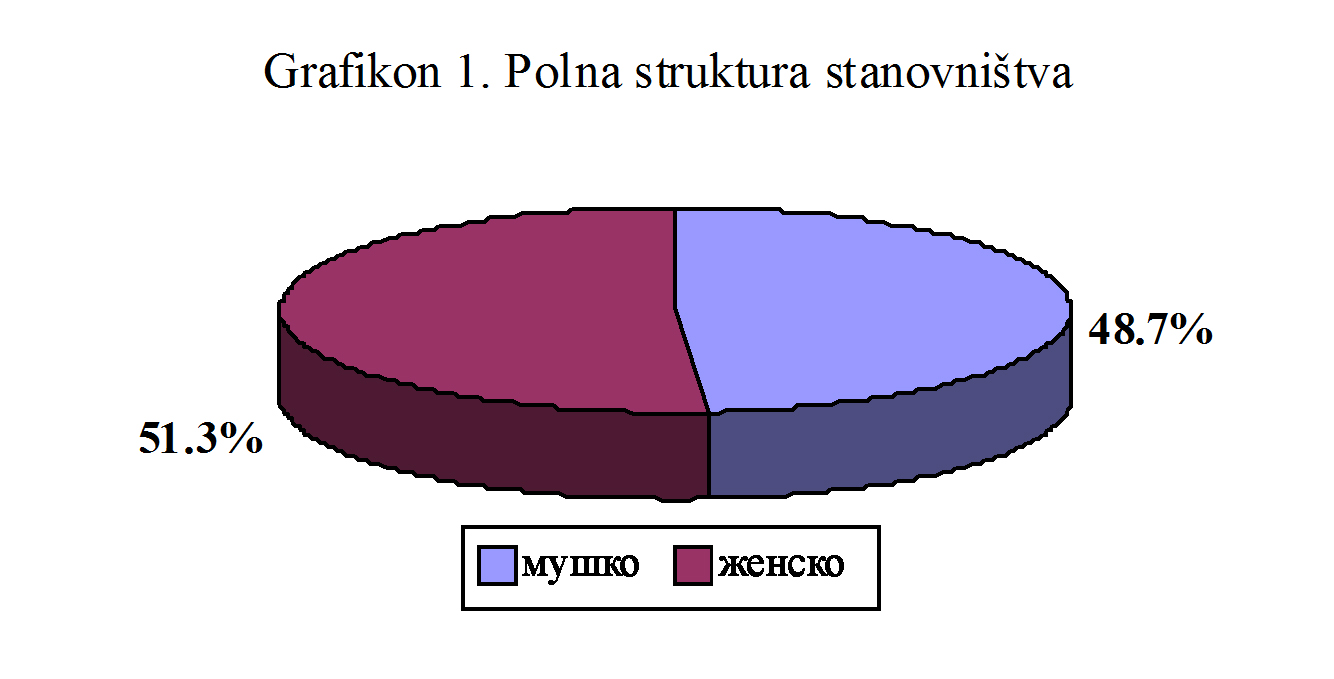 Grafikon 1. Polna struktura stanovništva
48.7%
51.3%
мушко женско